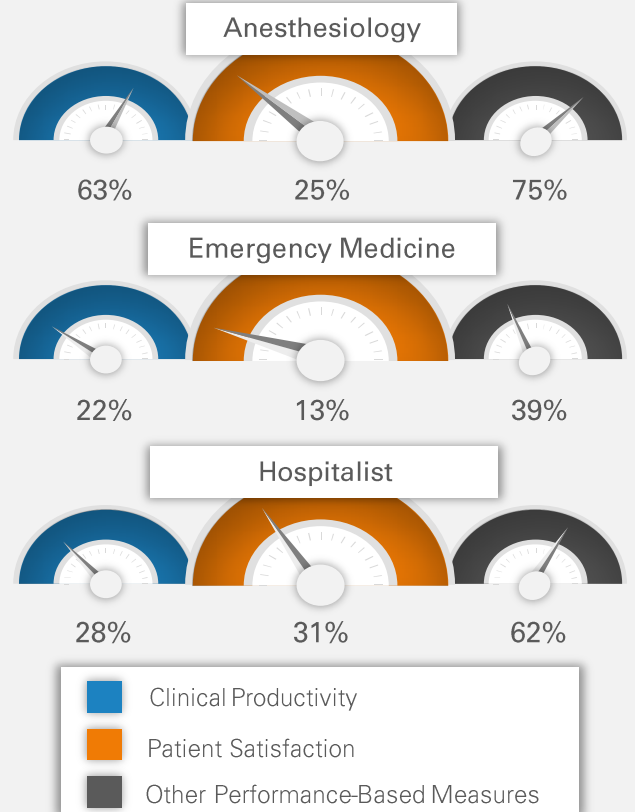 Anesthesiology
63% 25% 75%
Emergency Medicine
22% 13% 39%
Hospitalist
28% 31% 62%
Clinical Productivity
Patient Satisfaction
Other Performance-Based Measures